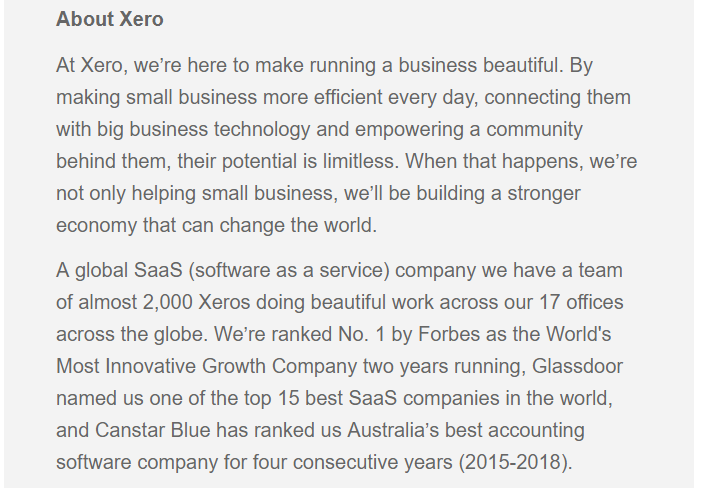 About Xero
At Xero, we’re here to make running a business beautiful. By
making small business more efficient every day, connecting them
with big business technology and empowering a community
behind them, their potential is limitless. When that happens, we’re
not only helping small business, we’ll be building a stronger
economy that can change the world.
A global SaaS (software as a service) company we have a team
of almost 2,000 Xeros doing beautiful work across our 17 offices
across the globe. We’re ranked No. 1 by Forbes as the World's
Most Innovative Growth Company two years running, Glassdoor
named us one of the top 15 best SaaS companies in the world,
and Canstar Blue has ranked us Australia’s best accounting
software company for four consecutive years (2015-2018).